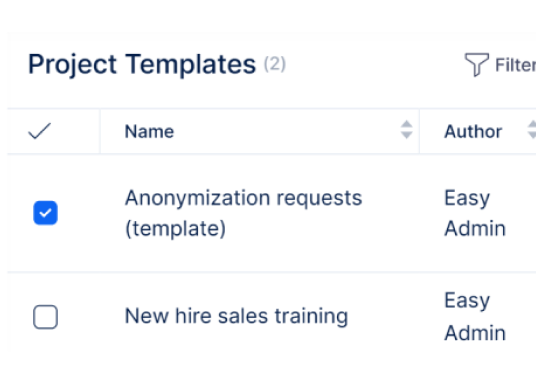 Project Templates (2)
Filter
Name
Author
Anonymization requests
(template)
Easy
Admin
New hire sales training
Easy
Admin